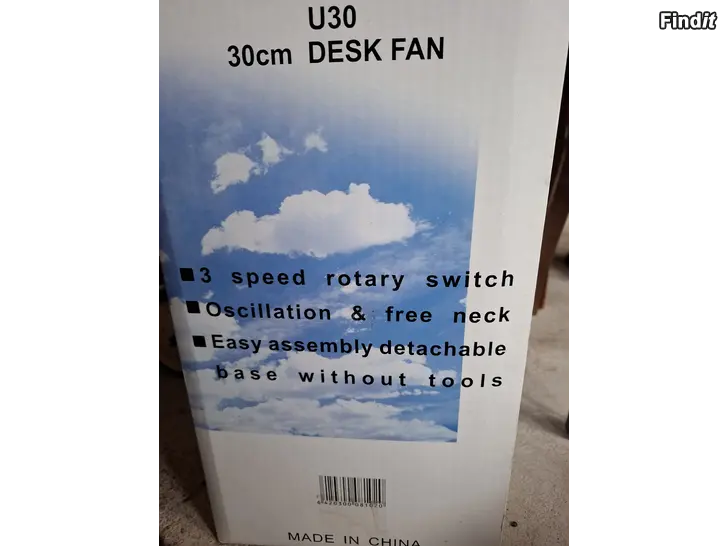 Findit
U30
30cm DESK FAN
■ 3 speed rotary switch
■ Oscillation & free neck
■ Easy assembly detachable
base without tools
MADE IN CHINA